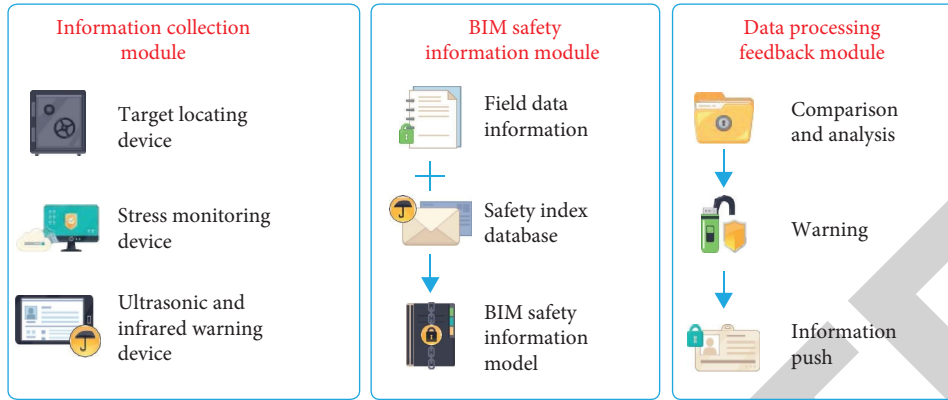 Information collection
module
Target locating
device
Stress monitoring
device
Ultrasonic and
infrared warning
device
BIM safety
information module
Field data
information
Safety index
database
BIM safety
information
model
Data processing
feedback module
Comparison
and analysis
Warning
Information
push